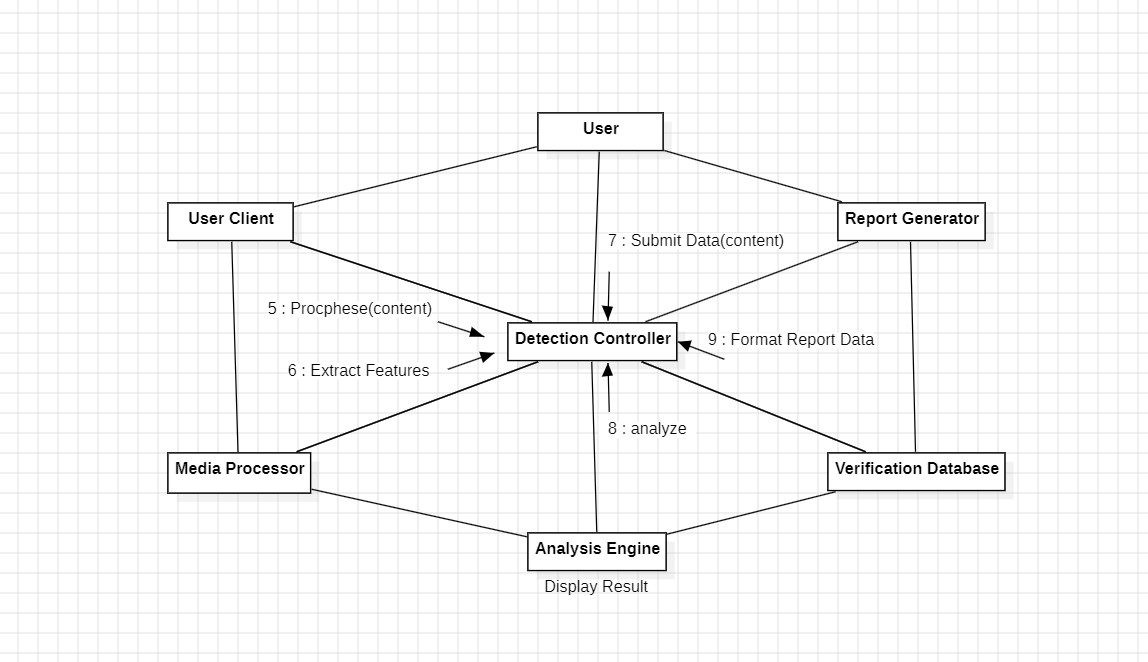 User
User Client
Report Generator
7 : Submit Data(content)
5 : Procphese(content)
Detection Controller
9 : Format Report Data
6 : Extract Features
8 : analyze
Media Processor
Verification Database
Analysis Engine
Display Result